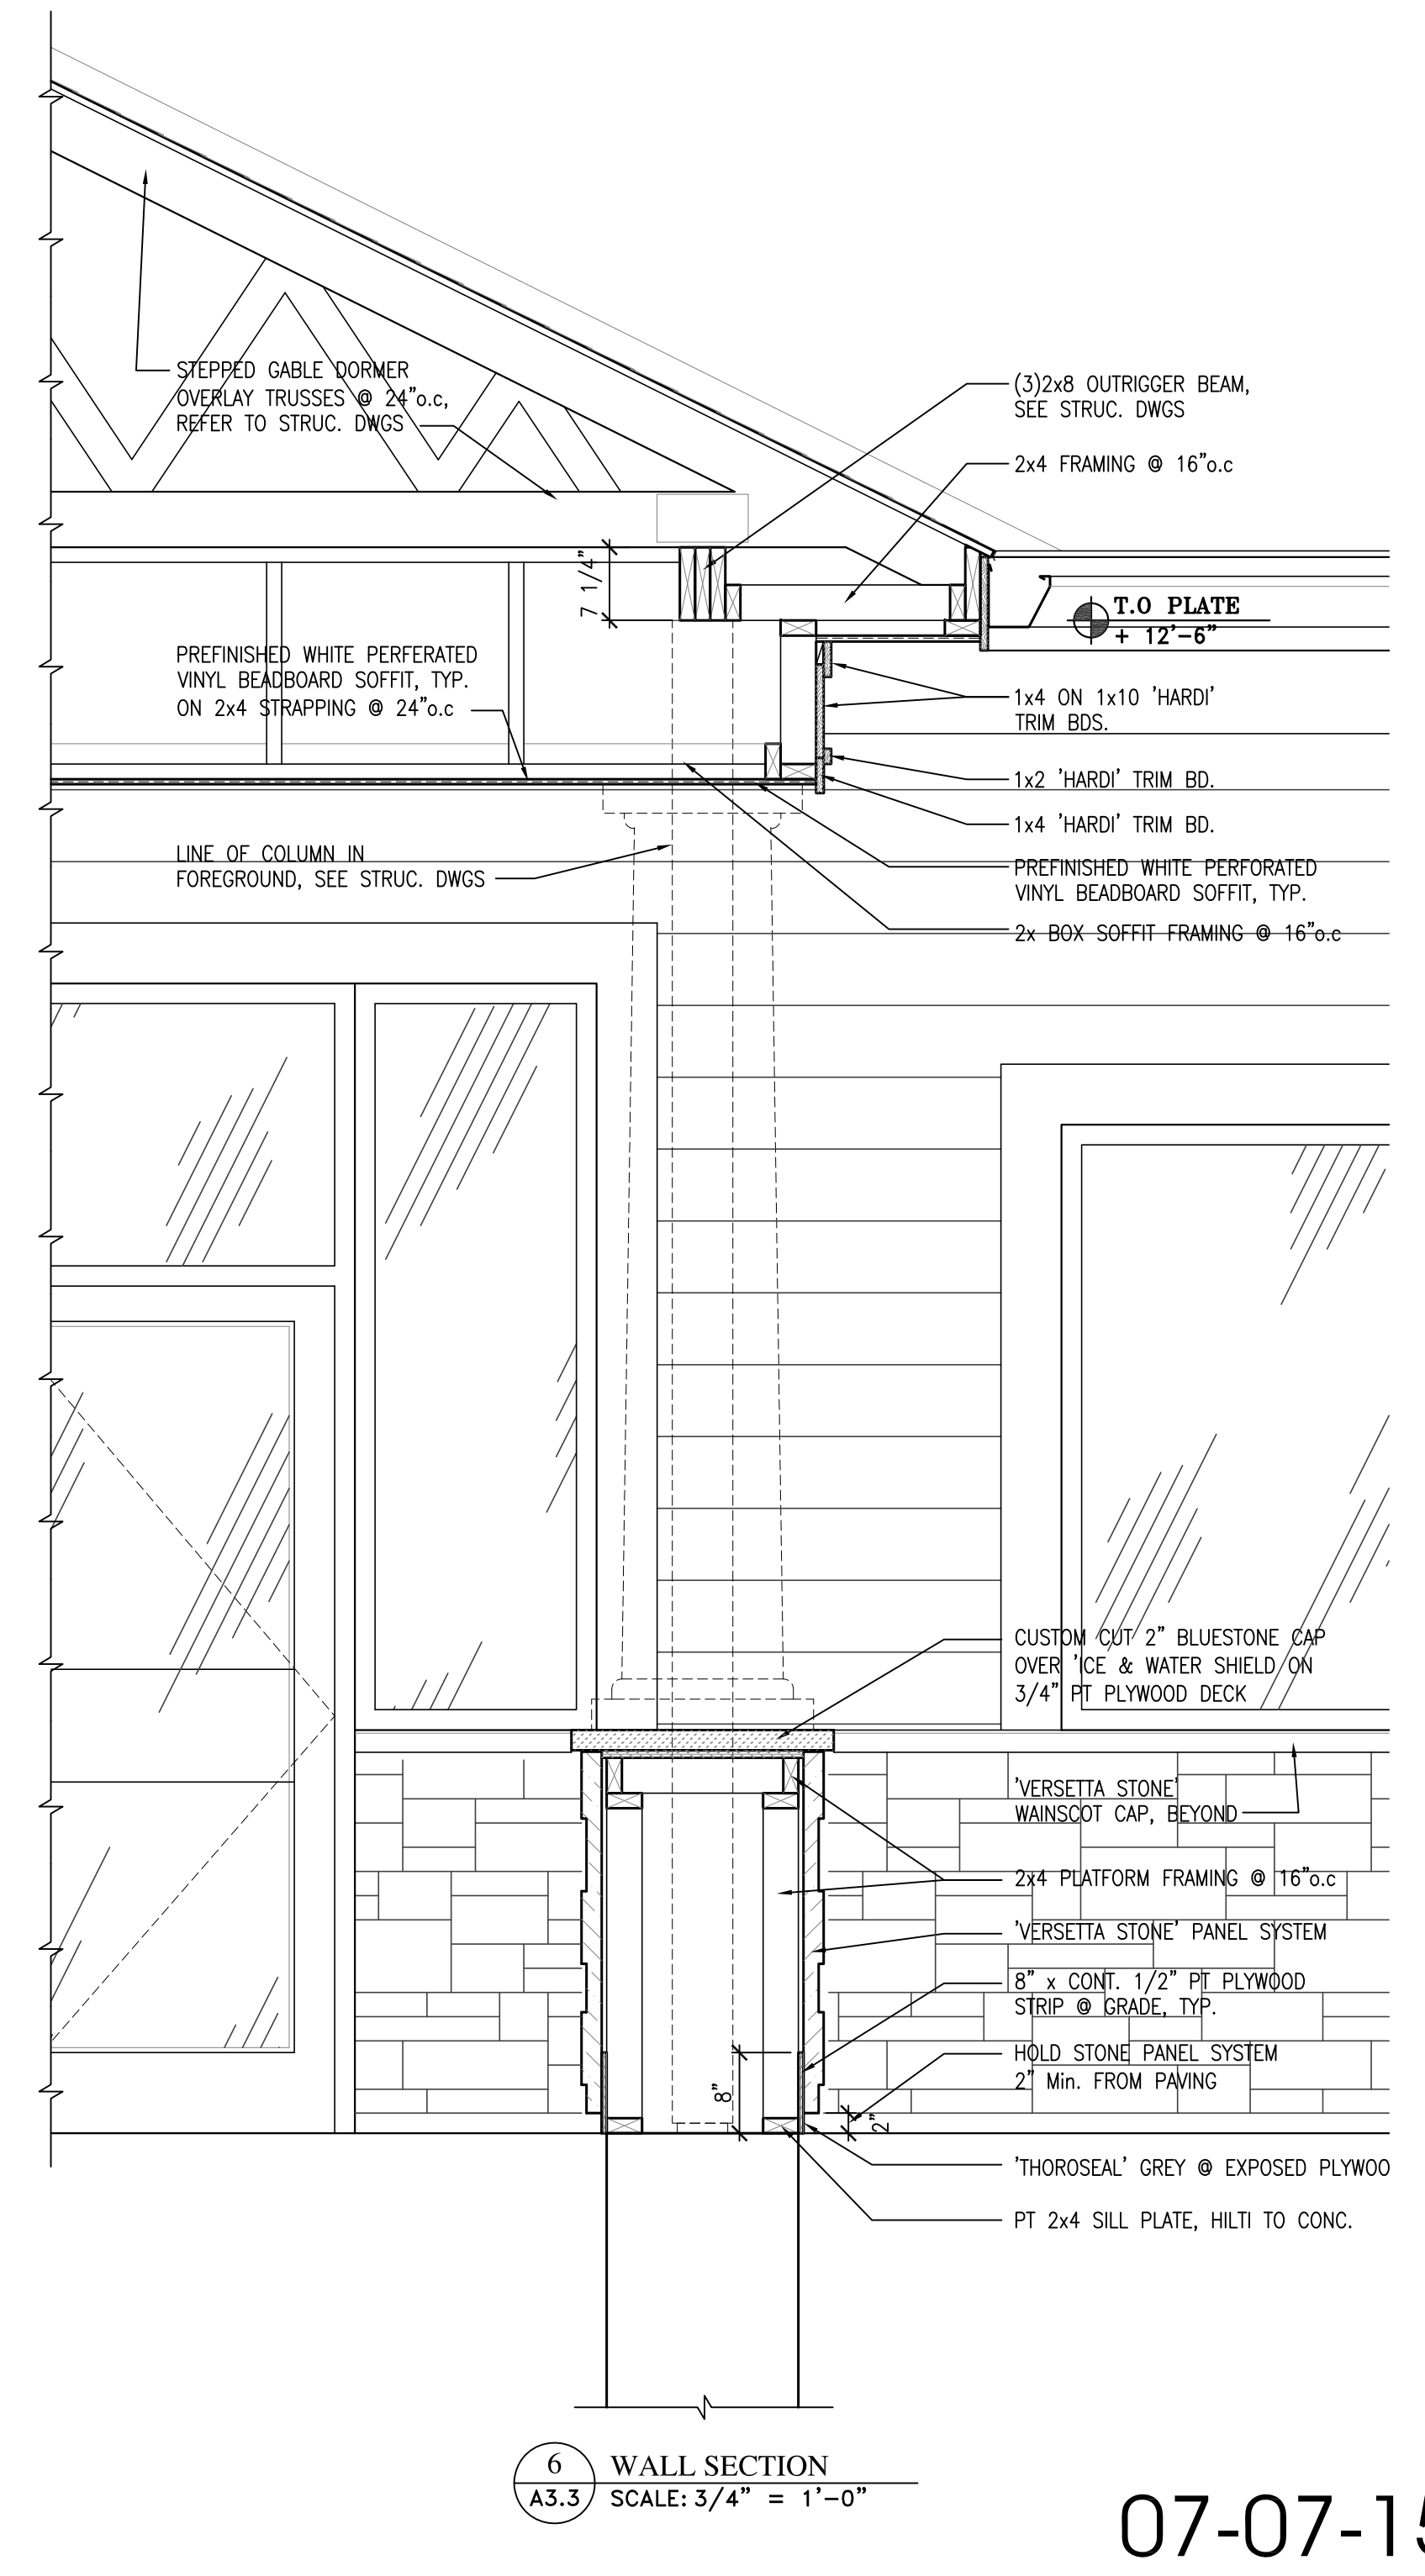 STEPPED GABLE DORMER
OVERLAY TRUSSES @ 24"o.c,
REFER TO STRUC. DWGS
(3)2x8 OUTRIGGER BEAM,
SEE STRUC. DWGS
2x4 FRAMING @ 16"o.c
7 1/4"
T.O PLATE
+ 12'-6"
PREFINISHED WHITE PERFERATED
VINYL BEADBOARD SOFFIT, TYP.
ON 2x4 STRAPPING @ 24"o.c
1x4 ON 1x10 'HARDI'
TRIM BDS.
1x2 'HARDI' TRIM BD.
1x4 'HARDI' TRIM BD.
LINE OF COLUMN IN
FOREGROUND, SEE STRUC. DWGS
PREFINISHED WHITE PERFORATED
VINYL BEADBOARD SOFFIT, TYP.
2x BOX SOFFIT FRAMING @ 16"o.c
CUSTOM CUT 2" BLUESTONE CAP
OVER 'ICE & WATER SHIELD ON
3/4" PT PLYWOOD DECK
'VERSETTA STONE'
WAINSCOT CAP, BEYOND
2x4 PLATFORM FRAMING @ 16"o.c
'VERSETTA STONE' PANEL SYSTEM
8" x CONT. 1/2" PT PLYWOOD
STRIP @ GRADE, TYP.
HOLD STONE PANEL SYSTEM
2" Min. FROM PAVING
8"
2"
'THOROSEAL' GREY @ EXPOSED PLYWOO
PT 2x4 SILL PLATE, HILTI TO CONC.
6 WALL SECTION
A3.3 SCALE: 3/4" = 1'-0"
07-07-15